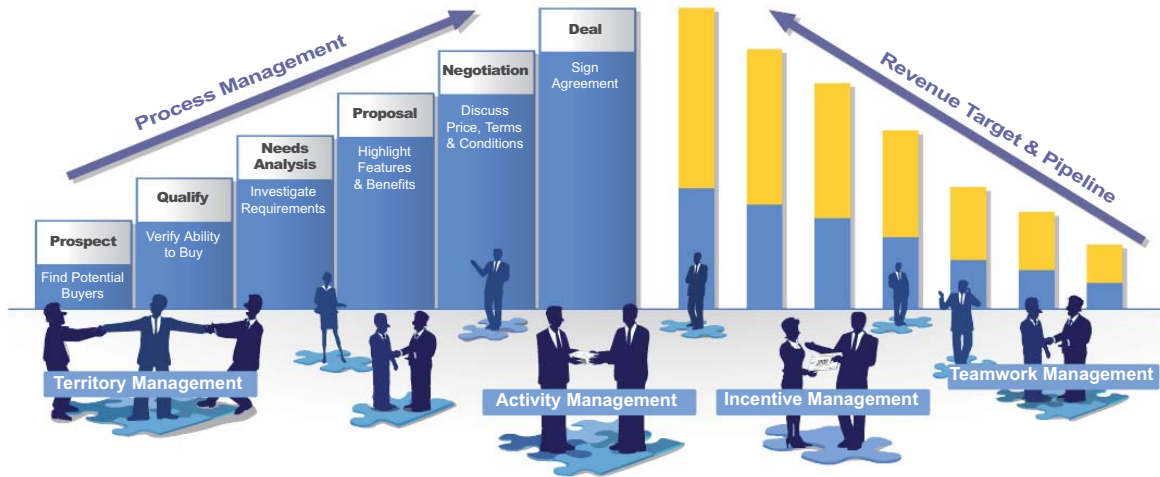 Process Management
Prospect
Find Potential
Buyers
Qualify
Verify Ability
to Buy
Needs
Analysis
Investigate
Requirements
Proposal
Highlight
Features
& Benefits
Negotiation
Discuss
Price, Terms
& Conditions
Deal
Sign
Agreement
Revenue Target & Pipeline
Territory Management
Activity Management
Incentive Management
Teamwork Management